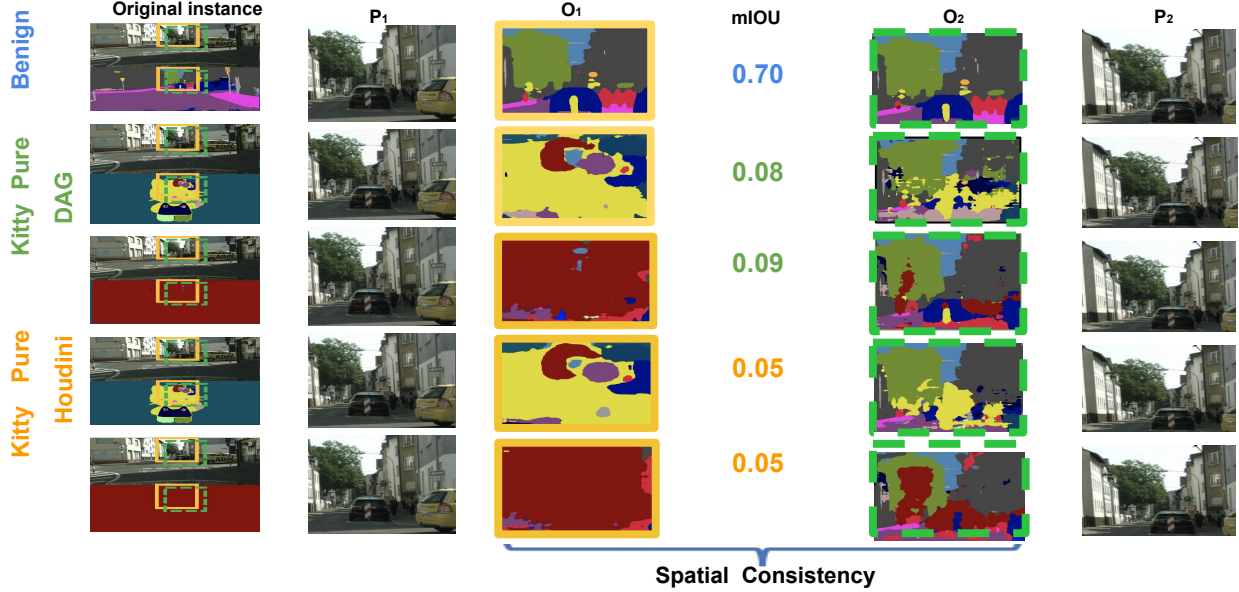 Original instance
P1
O1
mIOU
O2
P2
Benign
0.70
Kitty Pure
DAG
0.08
0.09
Kitty Pure
Houdini
0.05
0.05
Spatial Consistency